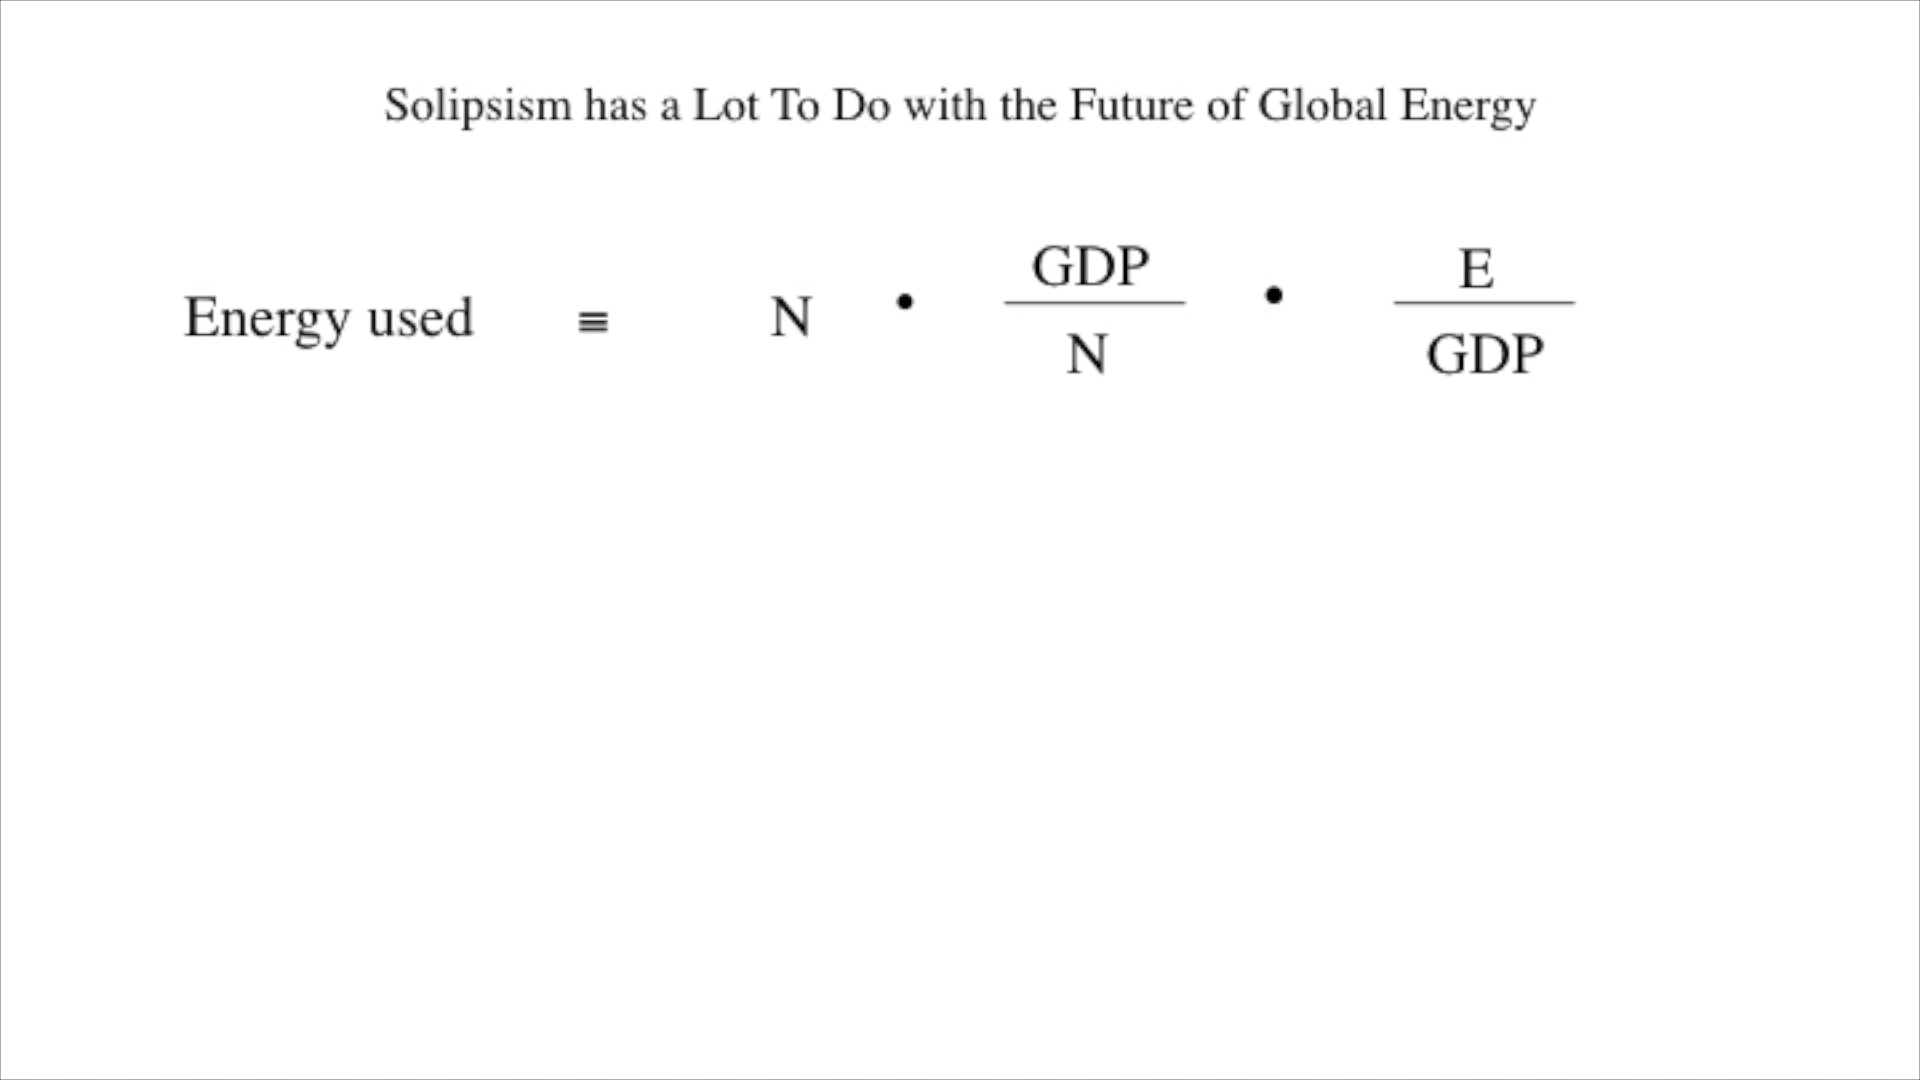 Solipsism has a Lot To Do with the Future of Global Energy
Energy used ≡ N • GDP/N • E/GDP